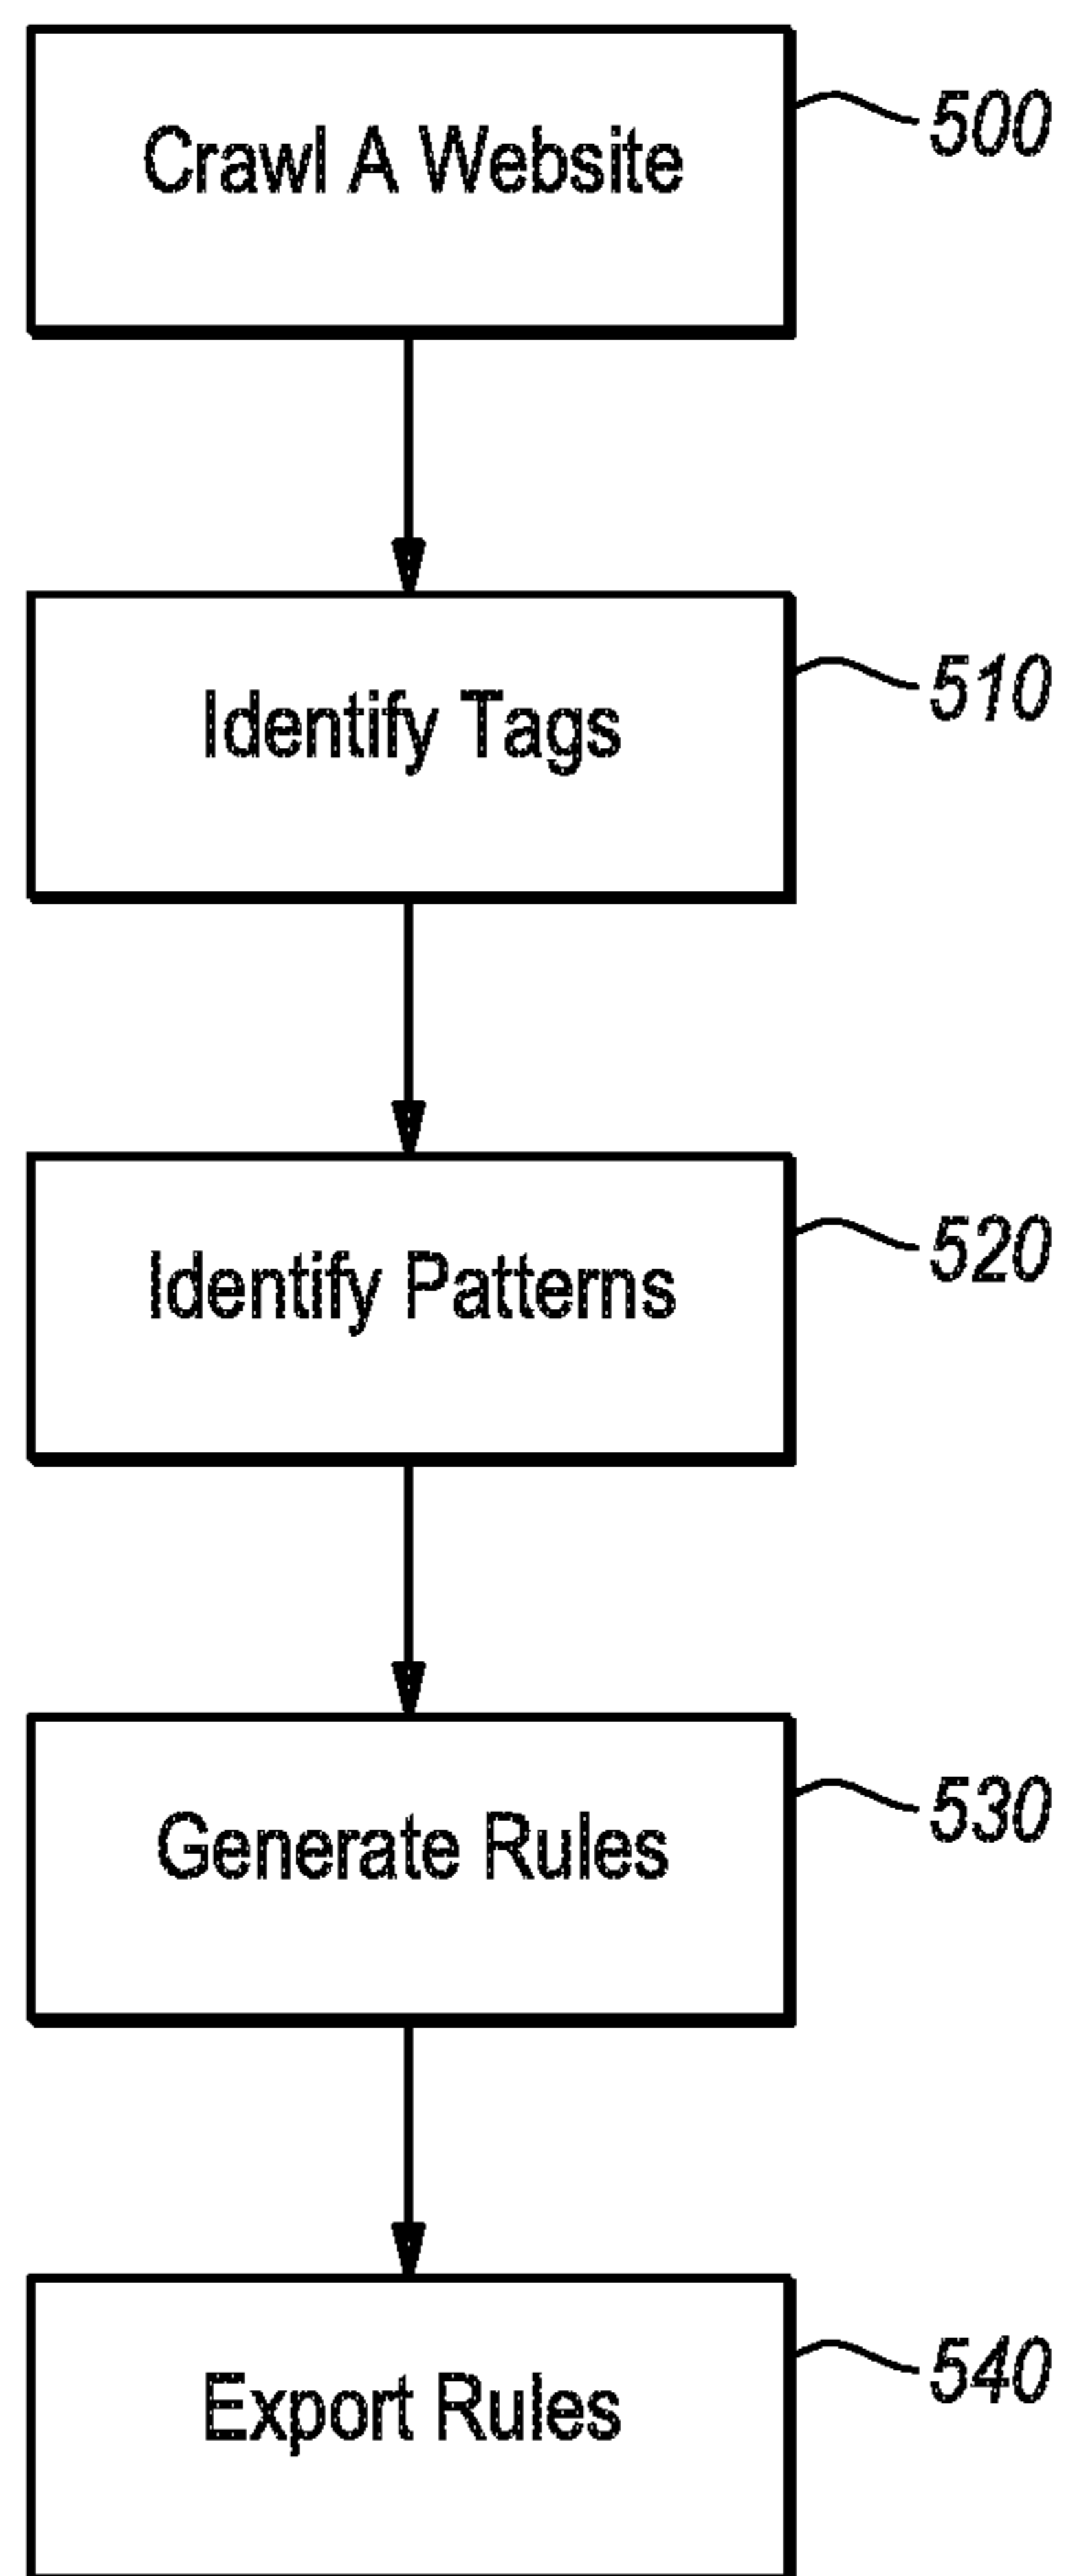 Crawl A Website
500
Identify Tags
510
Identify Patterns
520
Generate Rules
530
Export Rules
540